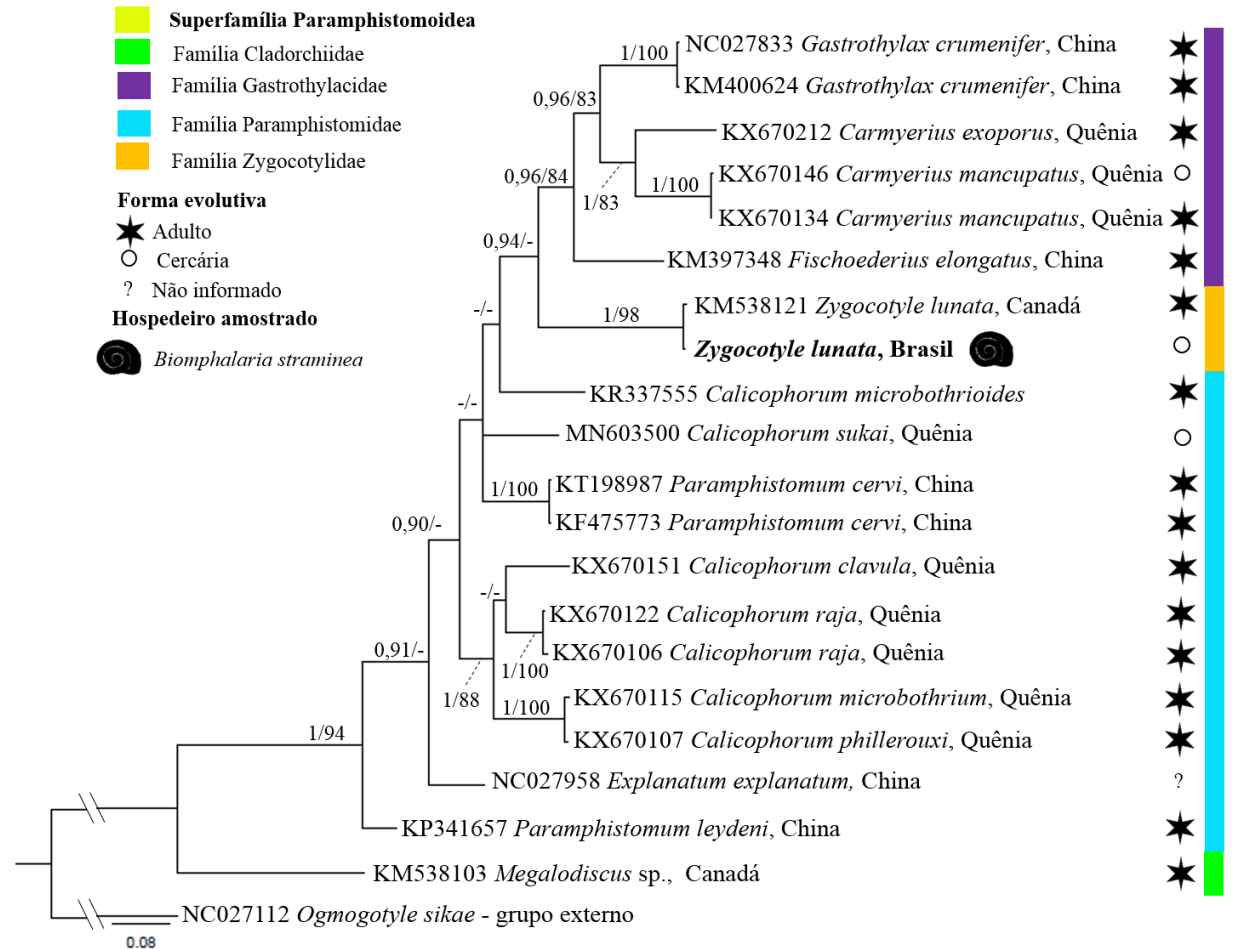 Superfamília Paramphistomoidea
Família Cladorchiidae
Família Gastrothylacidae
Família Paramphistomidae
Família Zygocotylidae
Forma evolutiva
Adulto
Cercária
? Não informado
Hospedeiro amostrado
Biomphalaria straminea
1/100
NC027833 Gastrothylax crumenifer, China
KM400624 Gastrothylax crumenifer, China
0,96/83
KX670212 Carmyerius exoporus, Quênia
0,96/84
1/83
1/100
KX670146 Carmyerius mancupatus, Quênia
KX670134 Carmyerius mancupatus, Quênia
0,94/-
KM397348 Fischoederius elongatus, China
-/-
1/98
KM538121 Zygocotyle lunata, Canadá
Zygocotyle lunata, Brasil
KR337555 Calicophorum microbothrioides
-/-
MN603500 Calicophorum sukai, Quênia
1/100
KT198987 Paramphistomum cervi, China
KF475773 Paramphistomum cervi, China
0,90/-
KX670151 Calicophorum clavula, Quênia
-/-
KX670122 Calicophorum raja, Quênia
KX670106 Calicophorum raja, Quênia
1/100
0,91/-
1/88
1/100
KX670115 Calicophorum microbothrium, Quênia
KX670107 Calicophorum phillerouxi, Quênia
1/94
NC027958 Explanatum explanatum, China
?
KP341657 Paramphistomum leydeni, China
KM538103 Megalodiscus sp., Canadá
NC027112 Ogmogotyle sikae - grupo externo
0.08